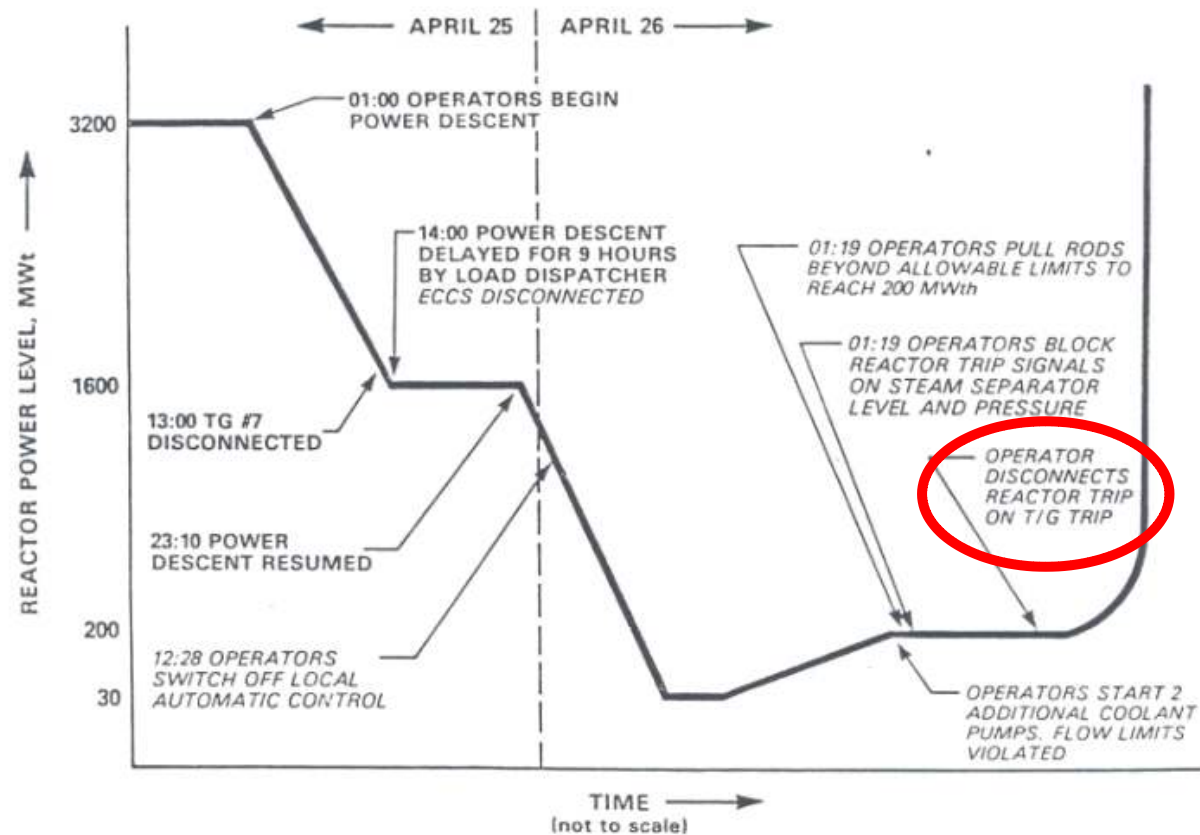 APRIL 25
APRIL 26
01:00 OPERATORS BEGIN
POWER DESCENT
3200
14:00 POWER DESCENT
DELAYED FOR 9 HOURS
BY LOAD DISPATCHER
ECCS DISCONNECTED
01:19 OPERATORS PULL RODS
BEYOND ALLOWABLE LIMITS TO
REACH 200 MWth
01:19 OPERATORS BLOCK
REACTOR TRIP SIGNALS
ON STEAM SEPARATOR
LEVEL AND PRESSURE
REACTOR POWER LEVEL, MWt
1600
13:00 TG #7
DISCONNECTED
OPERATOR
DISCONNECTS
REACTOR TRIP
ON T/G TRIP
23:10 POWER
DESCENT RESUMED
200
12:28 OPERATORS
SWITCH OFF LOCAL
AUTOMATIC CONTROL
30
OPERATORS START 2
ADDITIONAL COOLANT
PUMPS. FLOW LIMITS
VIOLATED
TIME
(not to scale)